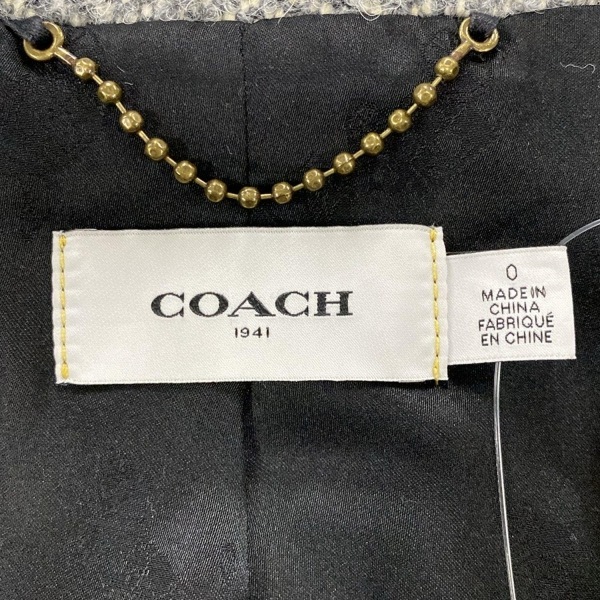 COACH
1941
0
MADE IN
CHINA
FABRIQUÉ
EN CHINE